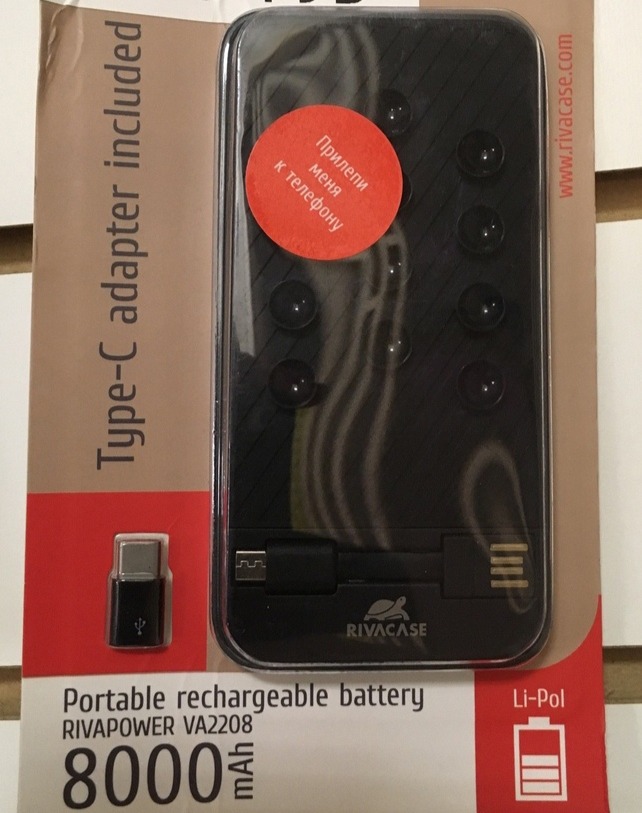 Type-C adapter included
www.rivacase.com
Прилепи
меня
к телефону
RIVACASE
Portable rechargeable battery
RIVAPOWER VA2208
8000 mAh
Li-Pol